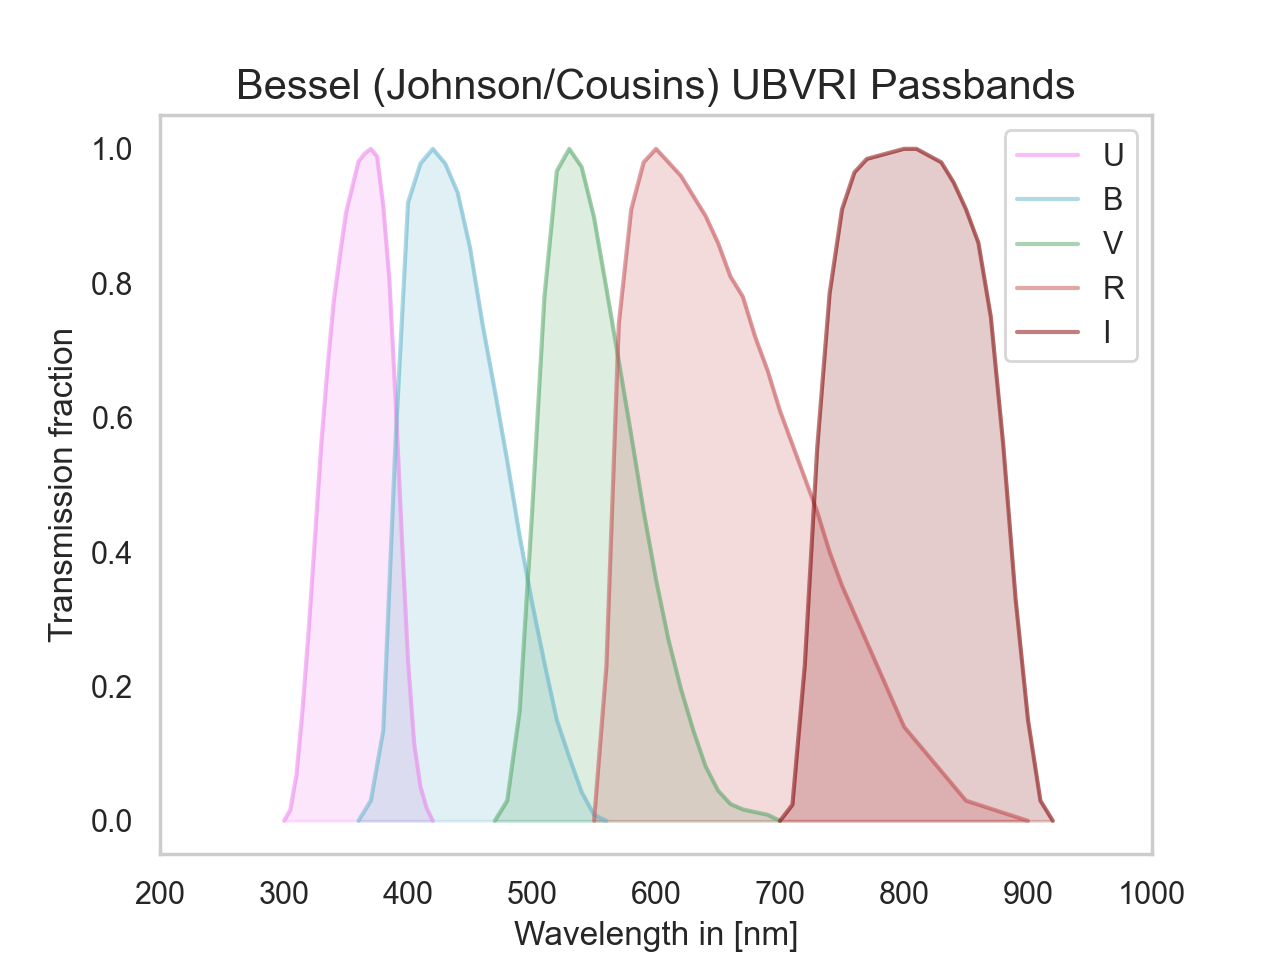 Bessel (Johnson/Cousins) UBVRI Passbands
1.0
0.8
0.6
0.4
0.2
0.0
Transmission fraction
U
B
V
R
I
200 300 400 500 600 700 800 900 1000
Wavelength in [nm]